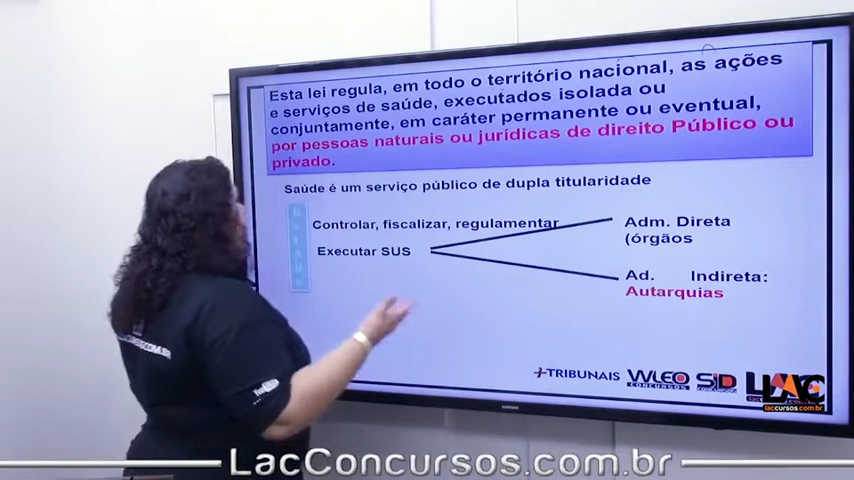 Esta lei regula, em todo o território nacional, as ações
e serviços de saúde, executados isolada ou
conjuntamente, em caráter permanente ou eventual,
por pessoas naturais ou jurídicas de direito Público ou
privado.
Saúde é um serviço público de dupla titularidade
Controlar, fiscalizar, regulamentar
Adm. Direta
Executar SUS
(órgãos
Ad. Indireta:
Autarquias
+TRIBUNAIS
WLEO
CONCURSOS
SID
CONCURSOS
LAC
LacConcursos.com.br
SAMSUNG
LacConcursos.com.br